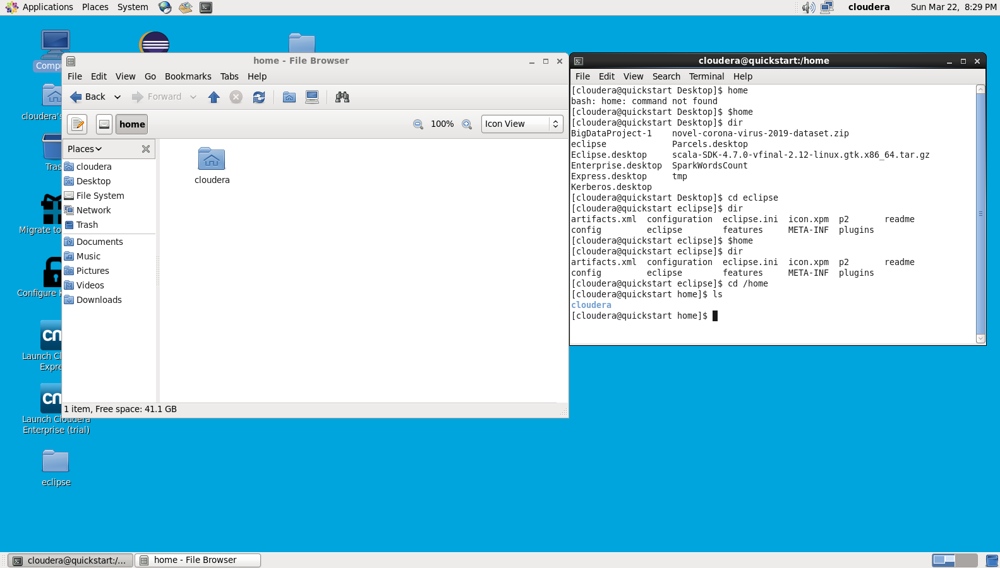 Applications Places System
cloudera Sun Mar 22, 8:29 PM
home - File Browser
File Edit View Go Bookmarks Tabs Help
Back Forward
home 100% Icon View
Places
cloudera
Desktop
File System
Network
Trash
Documents
Music
Pictures
Videos
Downloads
cloudera
1 item, Free space: 41.1 GB
cloudera@quickstart:/home
File Edit View Search Terminal Help
[cloudera@quickstart Desktop]$ home
bash: home: command not found
[cloudera@quickstart Desktop]$ $home
[cloudera@quickstart Desktop]$ dir
BigDataProject-1 novel-corona-virus-2019-dataset.zip
eclipse Parcels.desktop
Eclipse.desktop scala-SDK-4.7.0-vfinal-2.12-linux.gtk.x86_64.tar.gz
Enterprise.desktop SparkWordsCount
Express.desktop tmp
Kerberos.desktop
[cloudera@quickstart Desktop]$ cd eclipse
[cloudera@quickstart eclipse]$ dir
artifacts.xml configuration eclipse.ini icon.xpm p2 readme
config eclipse features META-INF plugins
[cloudera@quickstart eclipse]$ $home
[cloudera@quickstart eclipse]$ dir
artifacts.xml configuration eclipse.ini icon.xpm p2 readme
config eclipse features META-INF plugins
[cloudera@quickstart eclipse]$ cd /home
[cloudera@quickstart home]$ ls
cloudera
[cloudera@quickstart home]$
Compu
cloudera's
Tras
Migrate to
Configure K
cm
Launch Cl
Expre
cm
Launch Cloudera
Enterprise (trial)
eclipse
cloudera@quickstart:/...
home - File Browser